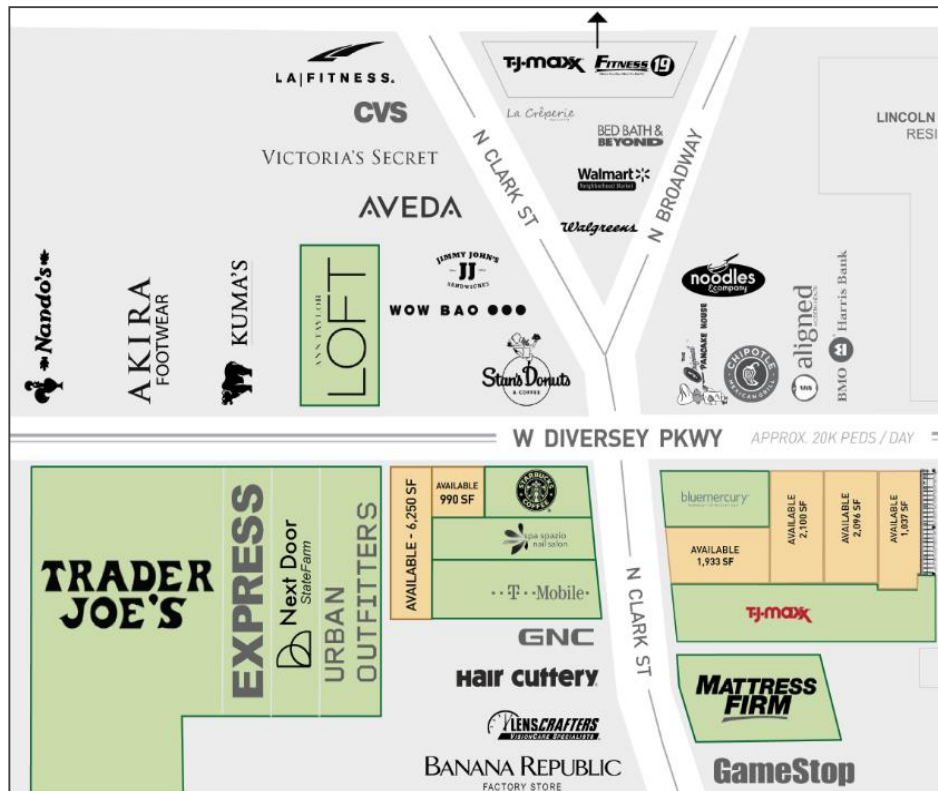 LA|FITNESS.
CVS
VICTORIA'S SECRET
AVEDA
T·J·maxx
FITNESS 19
La Crêperie
BED BATH &
BEYOND
Walmart
Neighborhood Market
Walgreens
N CLARK ST
N BROADWAY
LINCOLN
RESI
Nando's
AKIRA
FOOTWEAR
KUMA'S
ANN TAYLOR
LOFT
JIMMY JOHN'S
JJ
SANDWICHES
WOW BAO
Stan's Donuts
& COFFEE
noodles
& company
THE
Original
PANCAKE HOUSE
CHIPOTLE
MEXICAN GRILL
aligned
BMO Harris Bank
W DIVERSEY PKWY
APPROX. 20K PEDS / DAY
TRADER
JOE'S
EXPRESS
Next Door
StateFarm
URBAN
OUTFITTERS
AVAILABLE - 6,250 SF
AVAILABLE
990 SF
STARBUCKS
COFFEE
spa spazio
nail salon
T··Mobile·
GNC
Hair Cuttery
LENSCRAFTERS
VISIONCARE SPECIALISTS
BANANA REPUBLIC
FACTORY STORE
N CLARK ST
bluemercury
AVAILABLE
1,933 SF
AVAILABLE
2,100 SF
AVAILABLE
2,096 SF
AVAILABLE
1,037 SF
T·J·maxx
MATTRESS
FIRM
GameStop